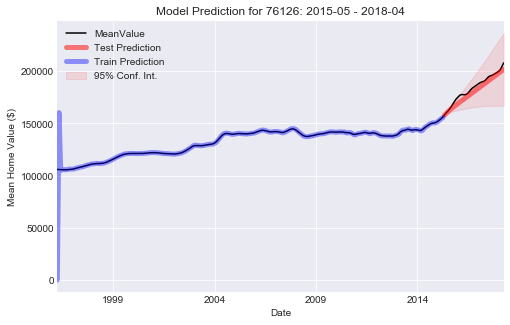 Model Prediction for 76126: 2015-05 - 2018-04
MeanValue
Test Prediction
Train Prediction
95% Conf. Int.
Mean Home Value ($)
200000
150000
100000
50000
0
1999
2004
2009
2014
Date